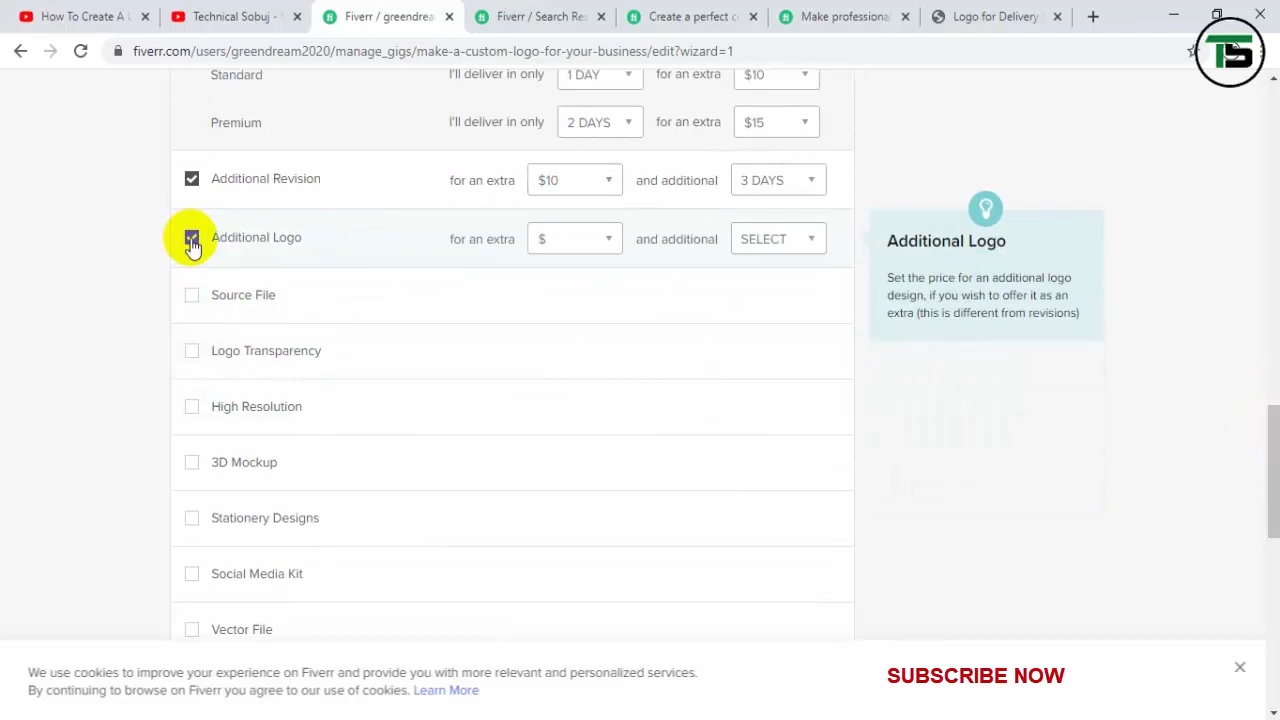 How To Create A U
Technical Sobuj -
Fiverr / greendrea
Fiverr / Search Res
Create a perfect c
Make professional
Logo for Delivery
fiverr.com/users/greendream2020/manage_gigs/make-a-custom-logo-for-your-business/edit?wizard=1
TS
Standard I'll deliver in only 1 DAY for an extra $10
Premium I'll deliver in only 2 DAYS for an extra $15
Additional Revision for an extra $10 and additional 3 DAYS
Additional Logo for an extra $ and additional SELECT
Additional Logo
Set the price for an additional logo
design, if you wish to offer it as an
extra (this is different from revisions)
Source File
Logo Transparency
High Resolution
3D Mockup
Stationery Designs
Social Media Kit
Vector File
We use cookies to improve your experience on Fiverr and provide you with more relevant and personalized services.
By continuing to browse on Fiverr you agree to our use of cookies. Learn More
SUBSCRIBE NOW